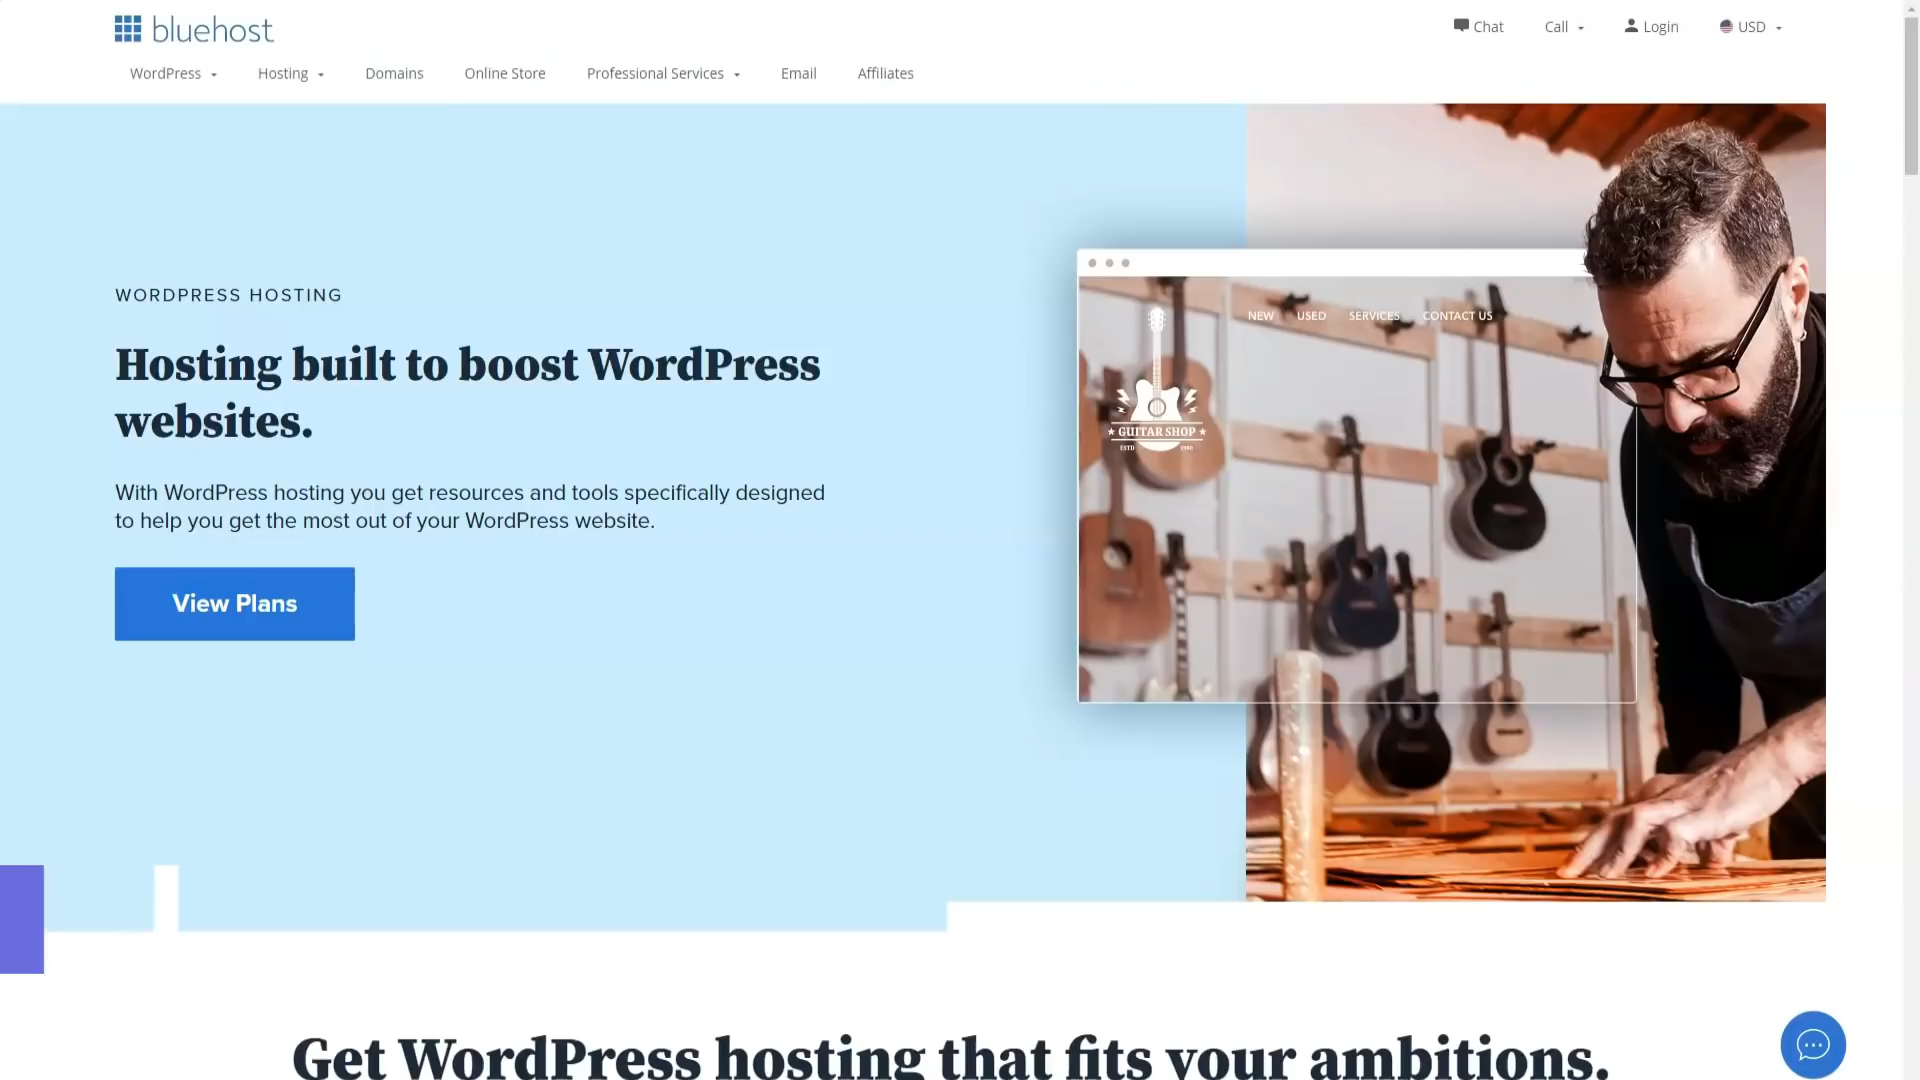 bluehost
Chat
Call
Login
USD
WordPress
Hosting
Domains
Online Store
Professional Services
Email
Affiliates
WORDPRESS HOSTING
Hosting built to boost WordPress
websites.
With WordPress hosting you get resources and tools specifically designed
to help you get the most out of your WordPress website.
View Plans
NEW USED SERVICES CONTACT US
GUITAR SHOP
ESTD 1980
Get WordPress hosting that fits your ambitions.